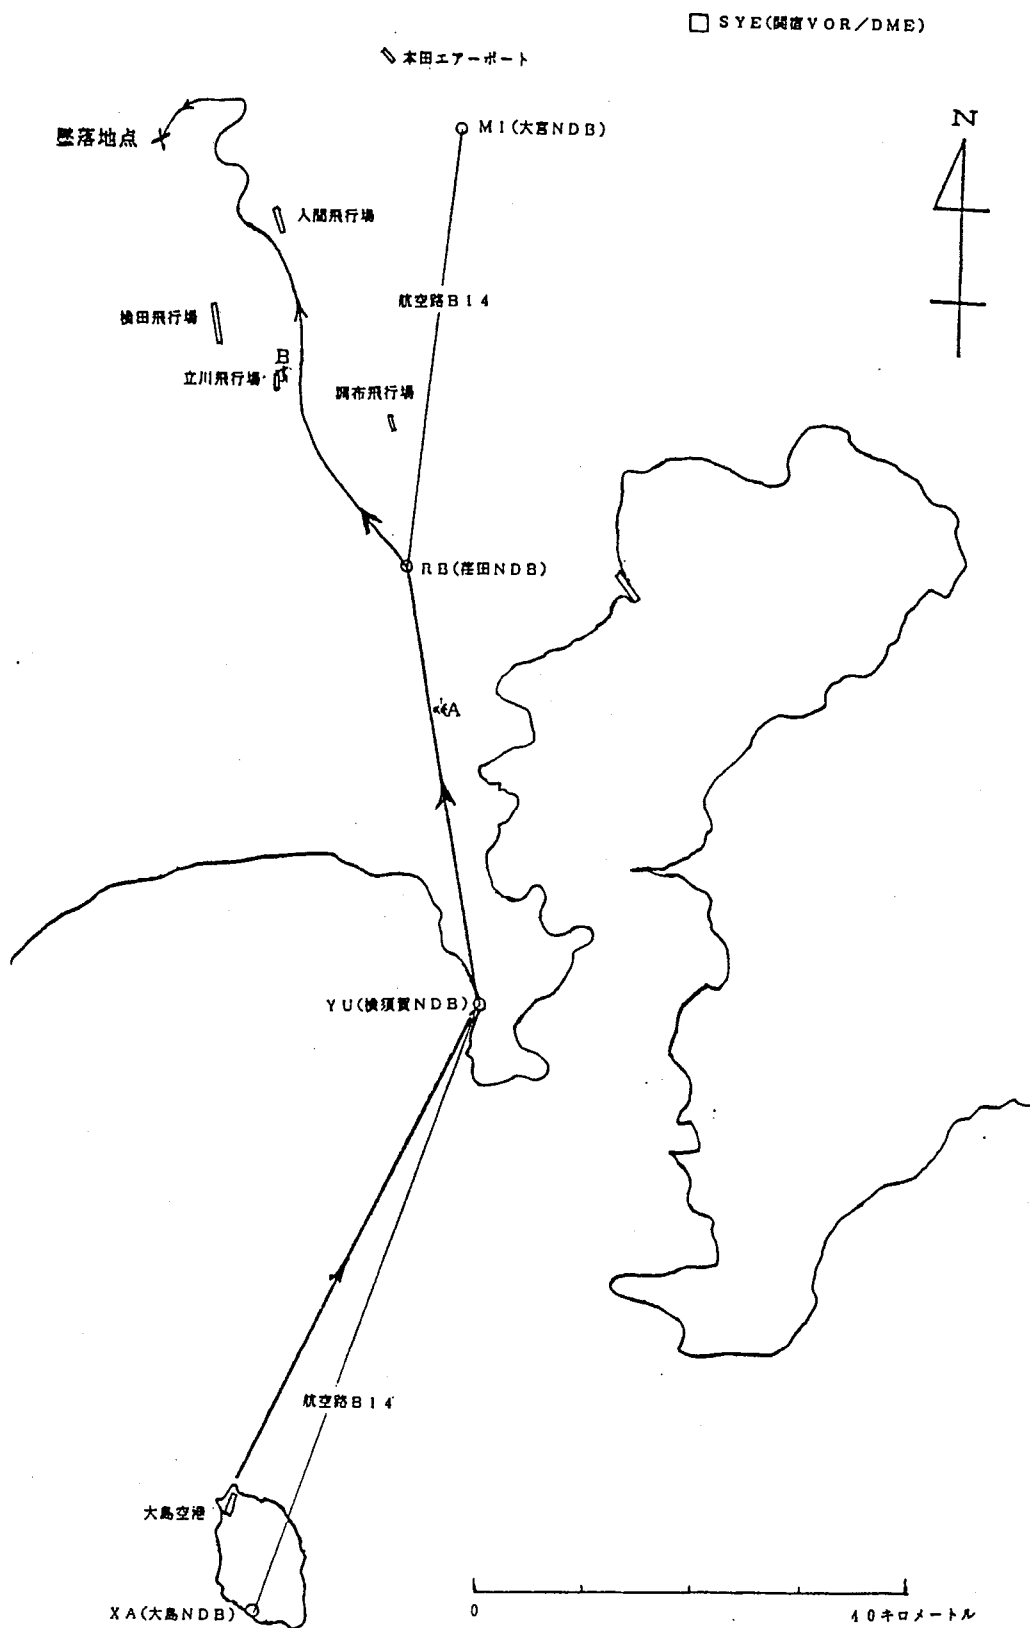 SYE(関宿VOR/DME)
本田エアーポート
N
MI(大宮NDB)
墜落地点
入間飛行場
航空路B14
横田飛行場
B
立川飛行場
調布飛行場
RB(荏田NDB)
A
YU(横須賀NDB)
航空路B14
大島空港
XA(大島NDB)
0
40キロメートル